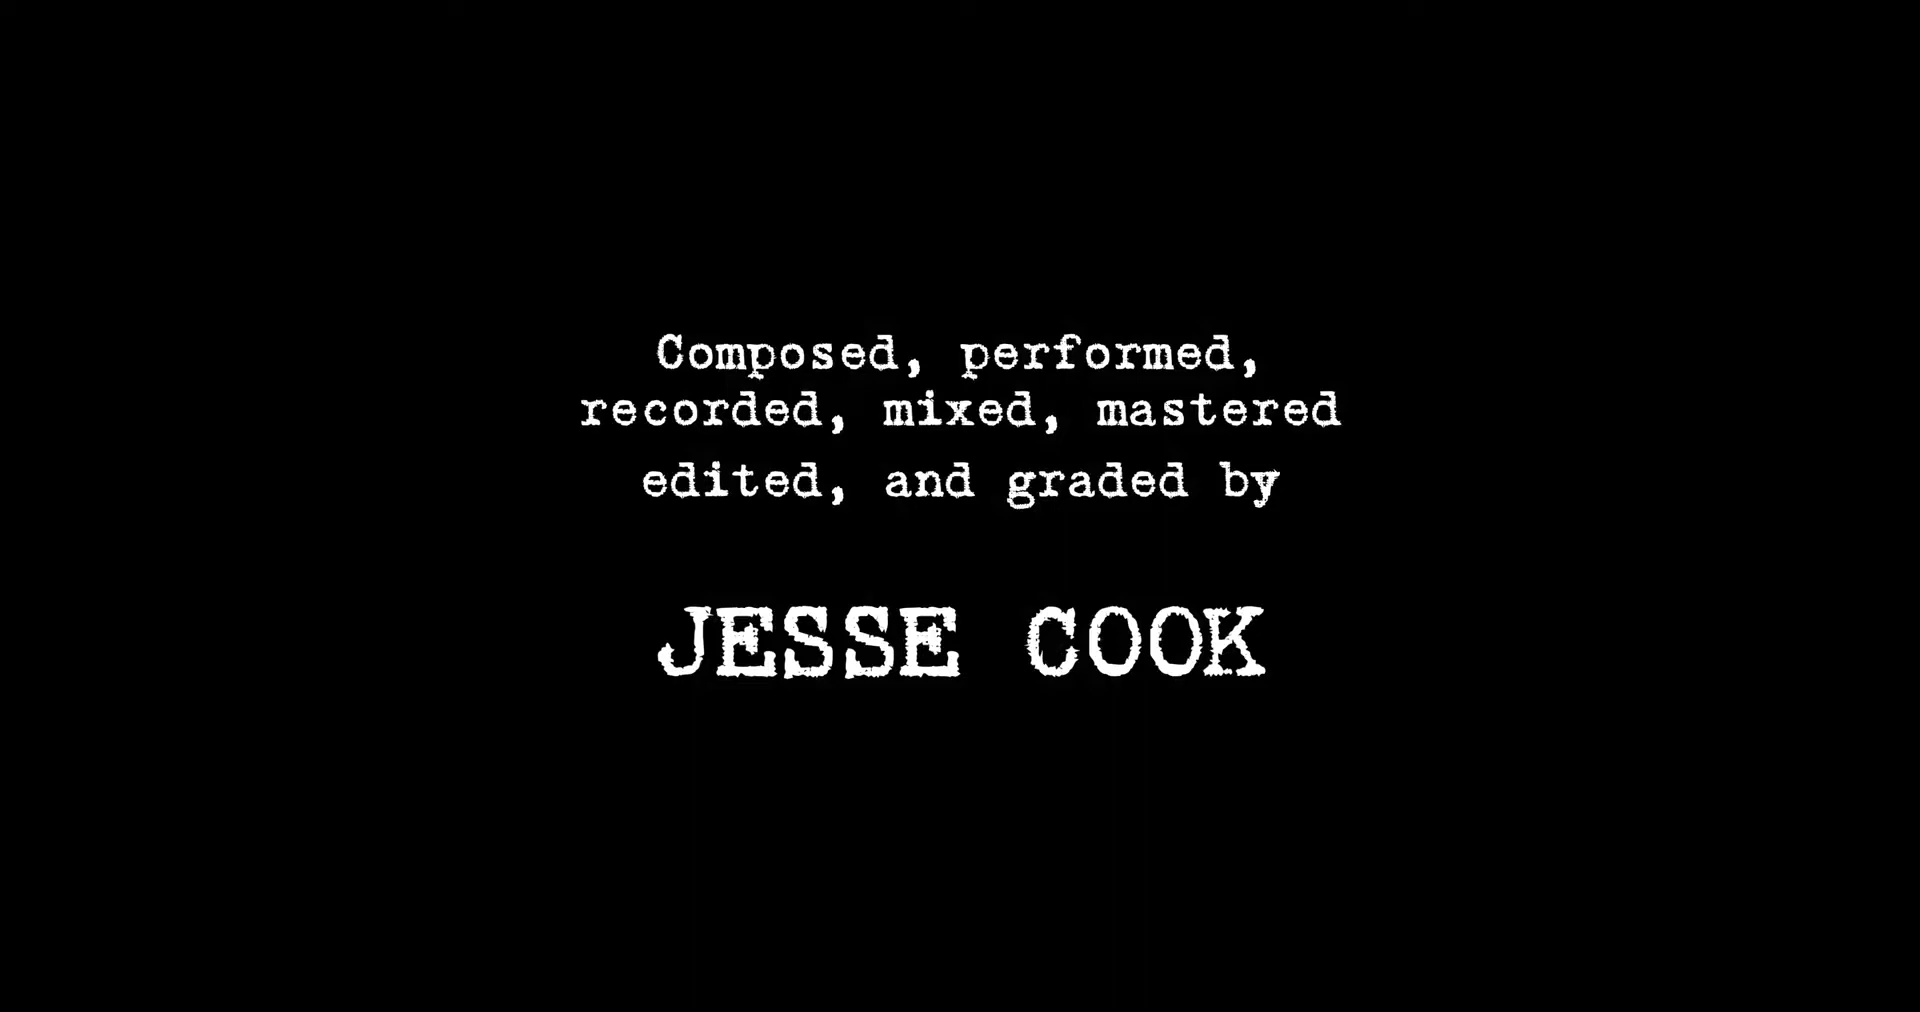 Composed, performed,
recorded, mixed, mastered
edited, and graded by
JESSE COOK